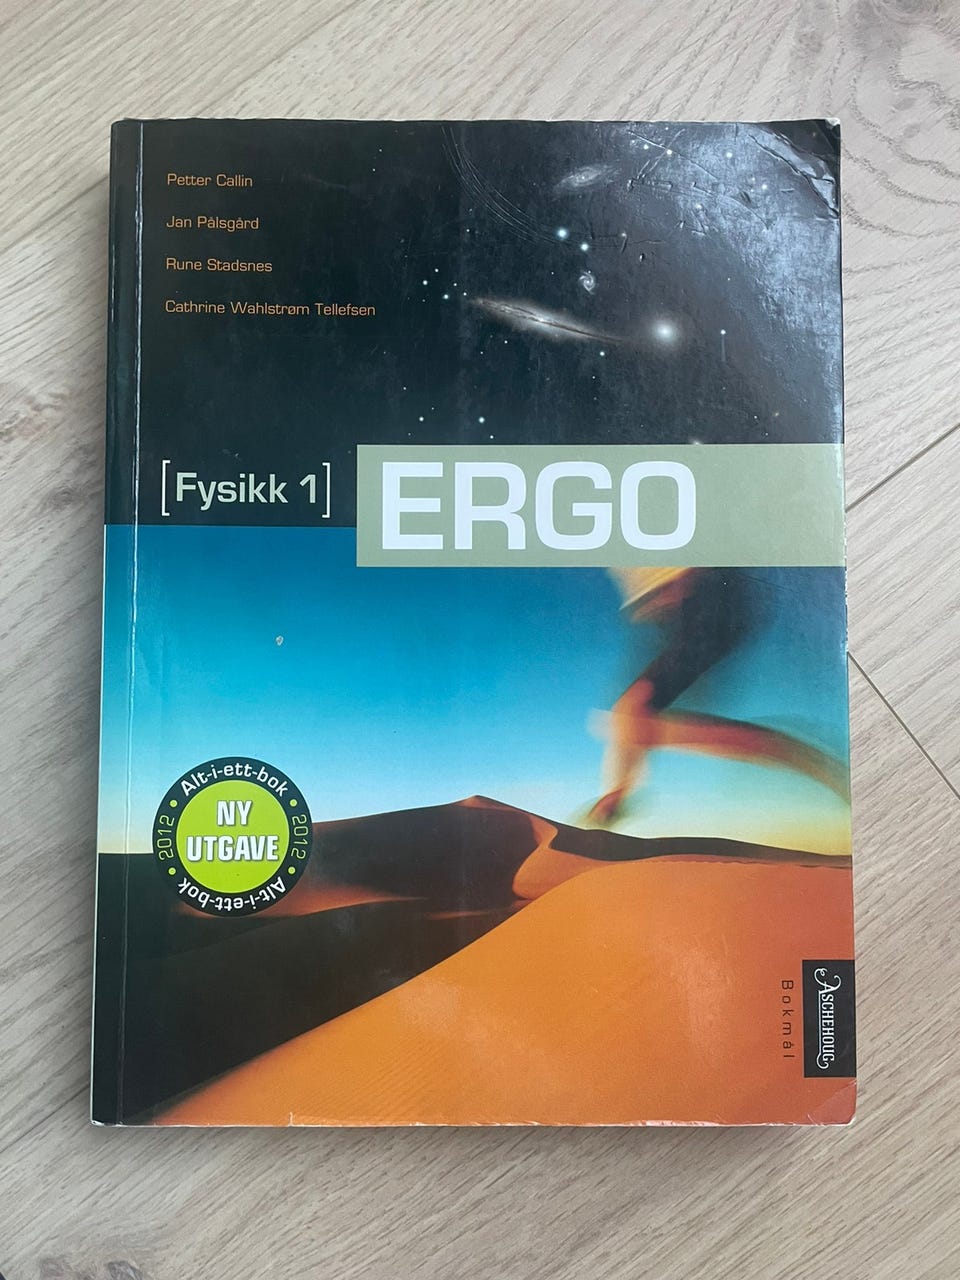 Petter Callin
Jan Pålsgård
Rune Stadsnes
Cathrine Wahlstrøm Tellefsen
[Fysikk 1]
ERGO
Alt-i-ett-bok
2012
NY
UTGAVE
2012
Alt-i-ett-bok
Bokmål
ASCHEHOUG